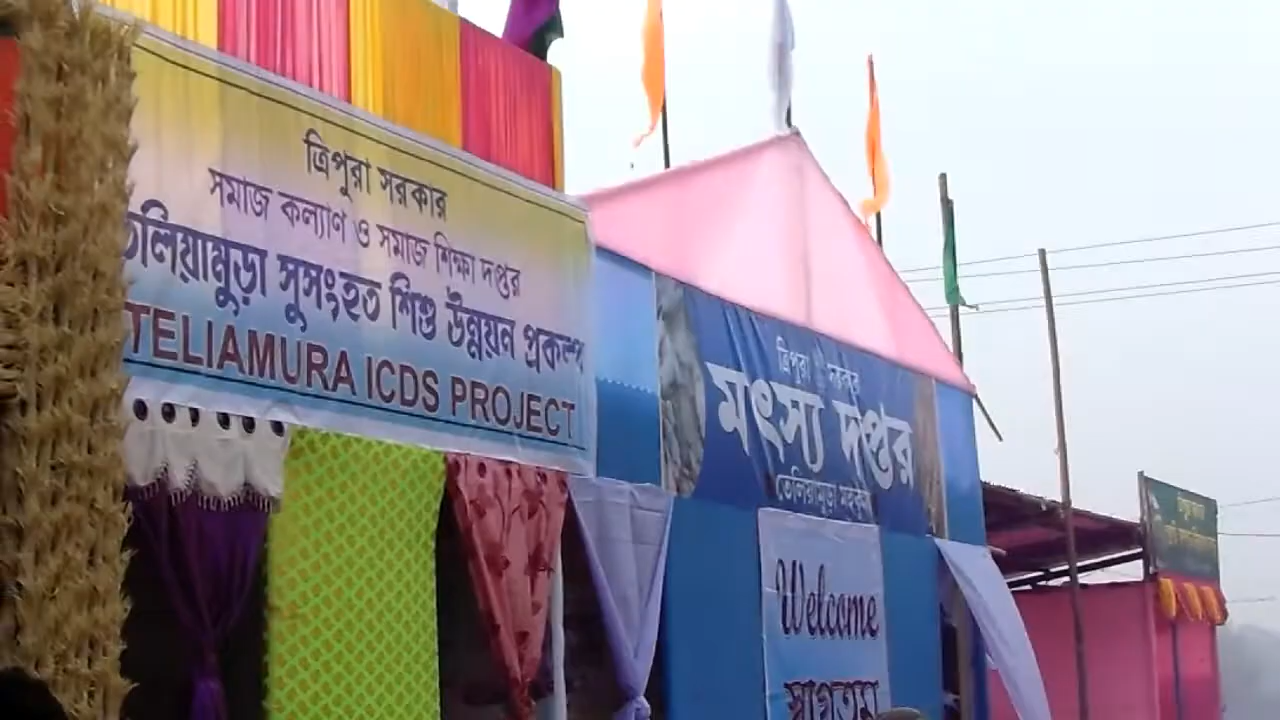 ত্রিপুরা সরকার
সমাজ কল্যাণ ও সমাজ শিক্ষা দপ্তর
তেলিয়ামুড়া সুসংহত শিশু উন্নয়ন প্রকল্প
TELIAMURA ICDS PROJECT
ত্রিপুরা সরকার
মৎস্য দপ্তর
তেলিয়ামুড়া মহকুমা
Welcome
স্বাগতম